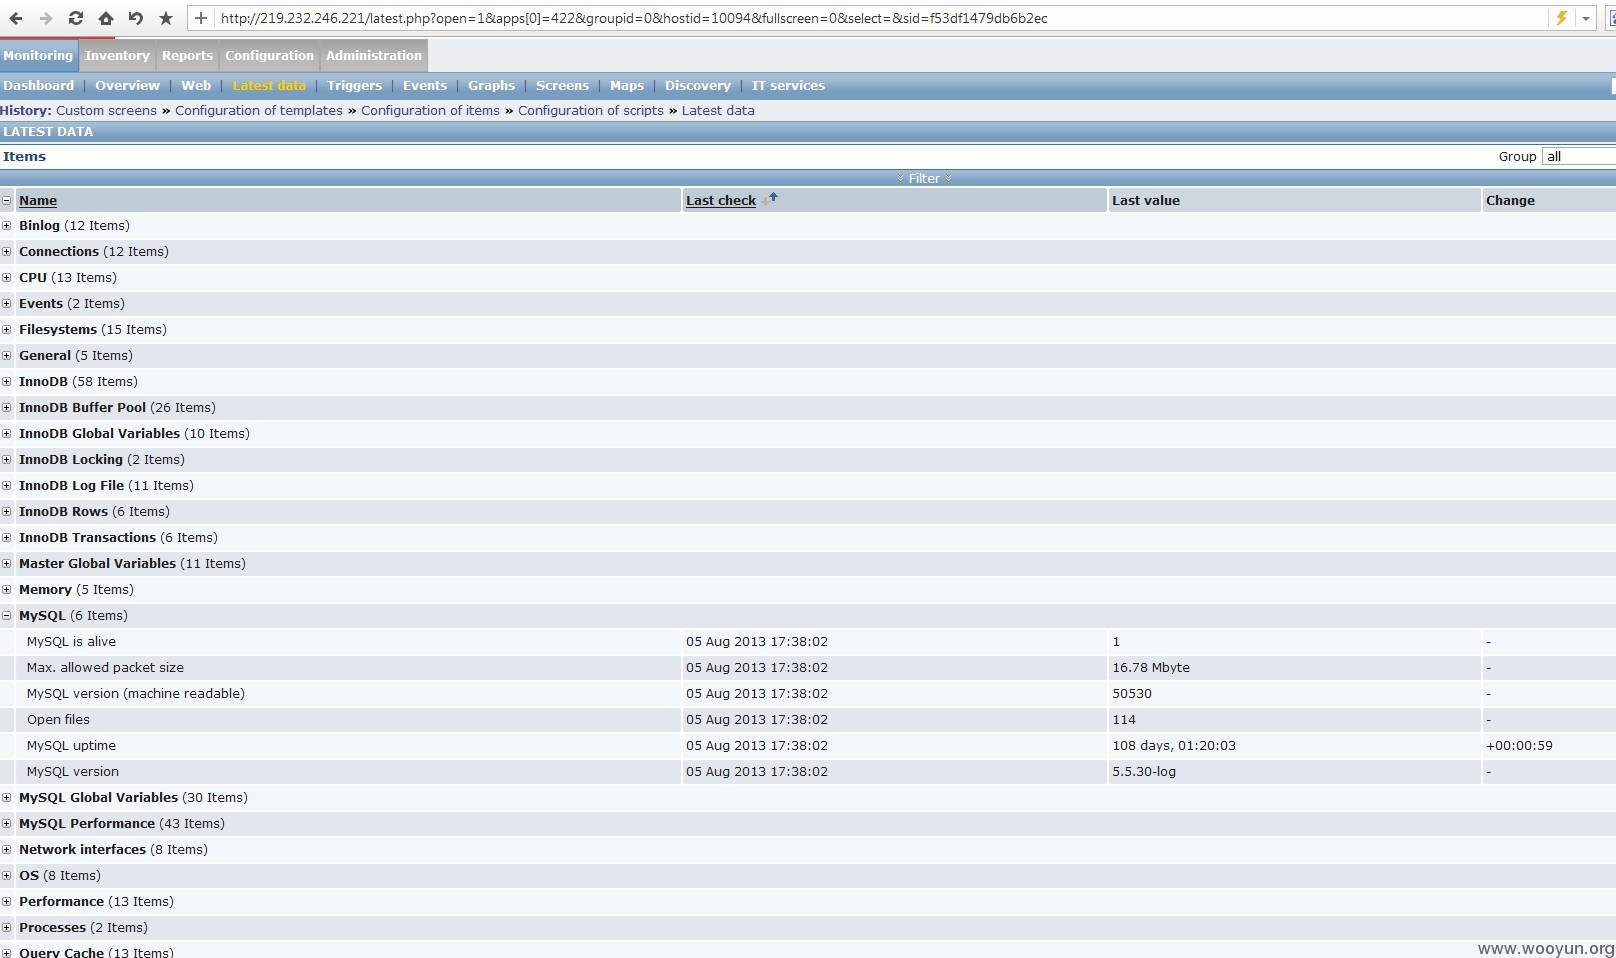 http://219.232.246.221/latest.php?open=1&apps[0]=422&groupid=0&hostid=10094&fullscreen=0&select=&sid=f53df1479db6b2ec
Monitoring Inventory Reports Configuration Administration
Dashboard | Overview | Web | Latest data | Triggers | Events | Graphs | Screens | Maps | Discovery | IT services
History: Custom screens » Configuration of templates » Configuration of items » Configuration of scripts » Latest data
LATEST DATA
Items Group all
Filter
Name Last check Last value Change
Binlog (12 Items)
Connections (12 Items)
CPU (13 Items)
Events (2 Items)
Filesystems (15 Items)
General (5 Items)
InnoDB (58 Items)
InnoDB Buffer Pool (26 Items)
InnoDB Global Variables (10 Items)
InnoDB Locking (2 Items)
InnoDB Log File (11 Items)
InnoDB Rows (6 Items)
InnoDB Transactions (6 Items)
Master Global Variables (11 Items)
Memory (5 Items)
MySQL (6 Items)
MySQL is alive 05 Aug 2013 17:38:02 1 -
Max. allowed packet size 05 Aug 2013 17:38:02 16.78 Mbyte -
MySQL version (machine readable) 05 Aug 2013 17:38:02 50530 -
Open files 05 Aug 2013 17:38:02 114 -
MySQL uptime 05 Aug 2013 17:38:02 108 days, 01:20:03 +00:00:59
MySQL version 05 Aug 2013 17:38:02 5.5.30-log -
MySQL Global Variables (30 Items)
MySQL Performance (43 Items)
Network interfaces (8 Items)
OS (8 Items)
Performance (13 Items)
Processes (2 Items)
Query Cache (13 Items)
www.wooyun.org